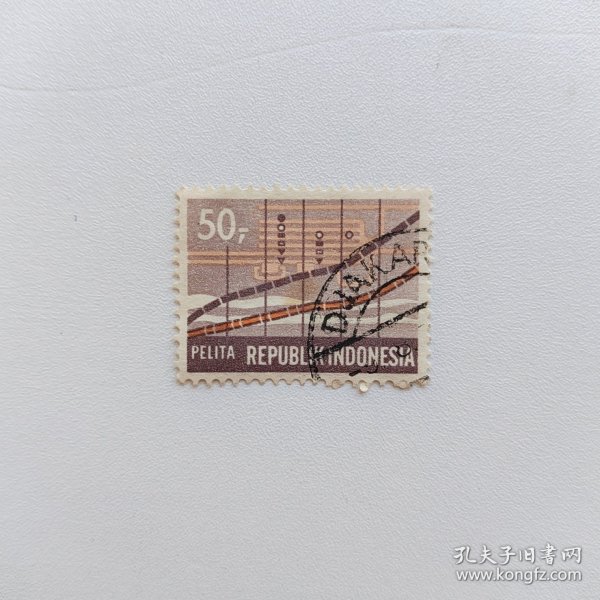 50,-
DJAKAR
PELITA REPUBLIK INDONESIA
孔夫子旧书网
www.kongfz.com